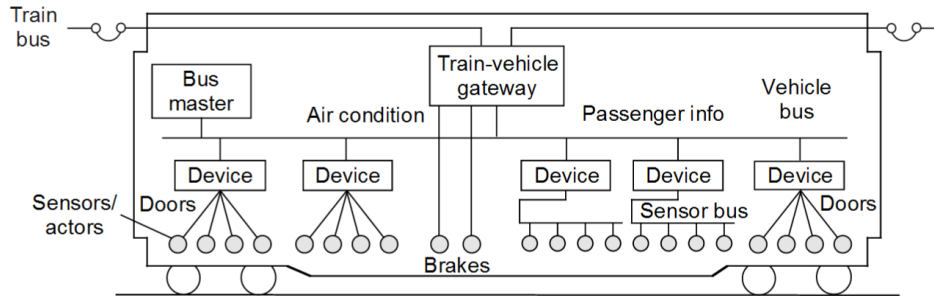 Train
bus
Train-vehicle
gateway
Bus
master
Air condition
Passenger info
Vehicle
bus
Device
Device
Device
Device
Device
Sensors/
actors
Doors
Sensor bus
Doors
Brakes